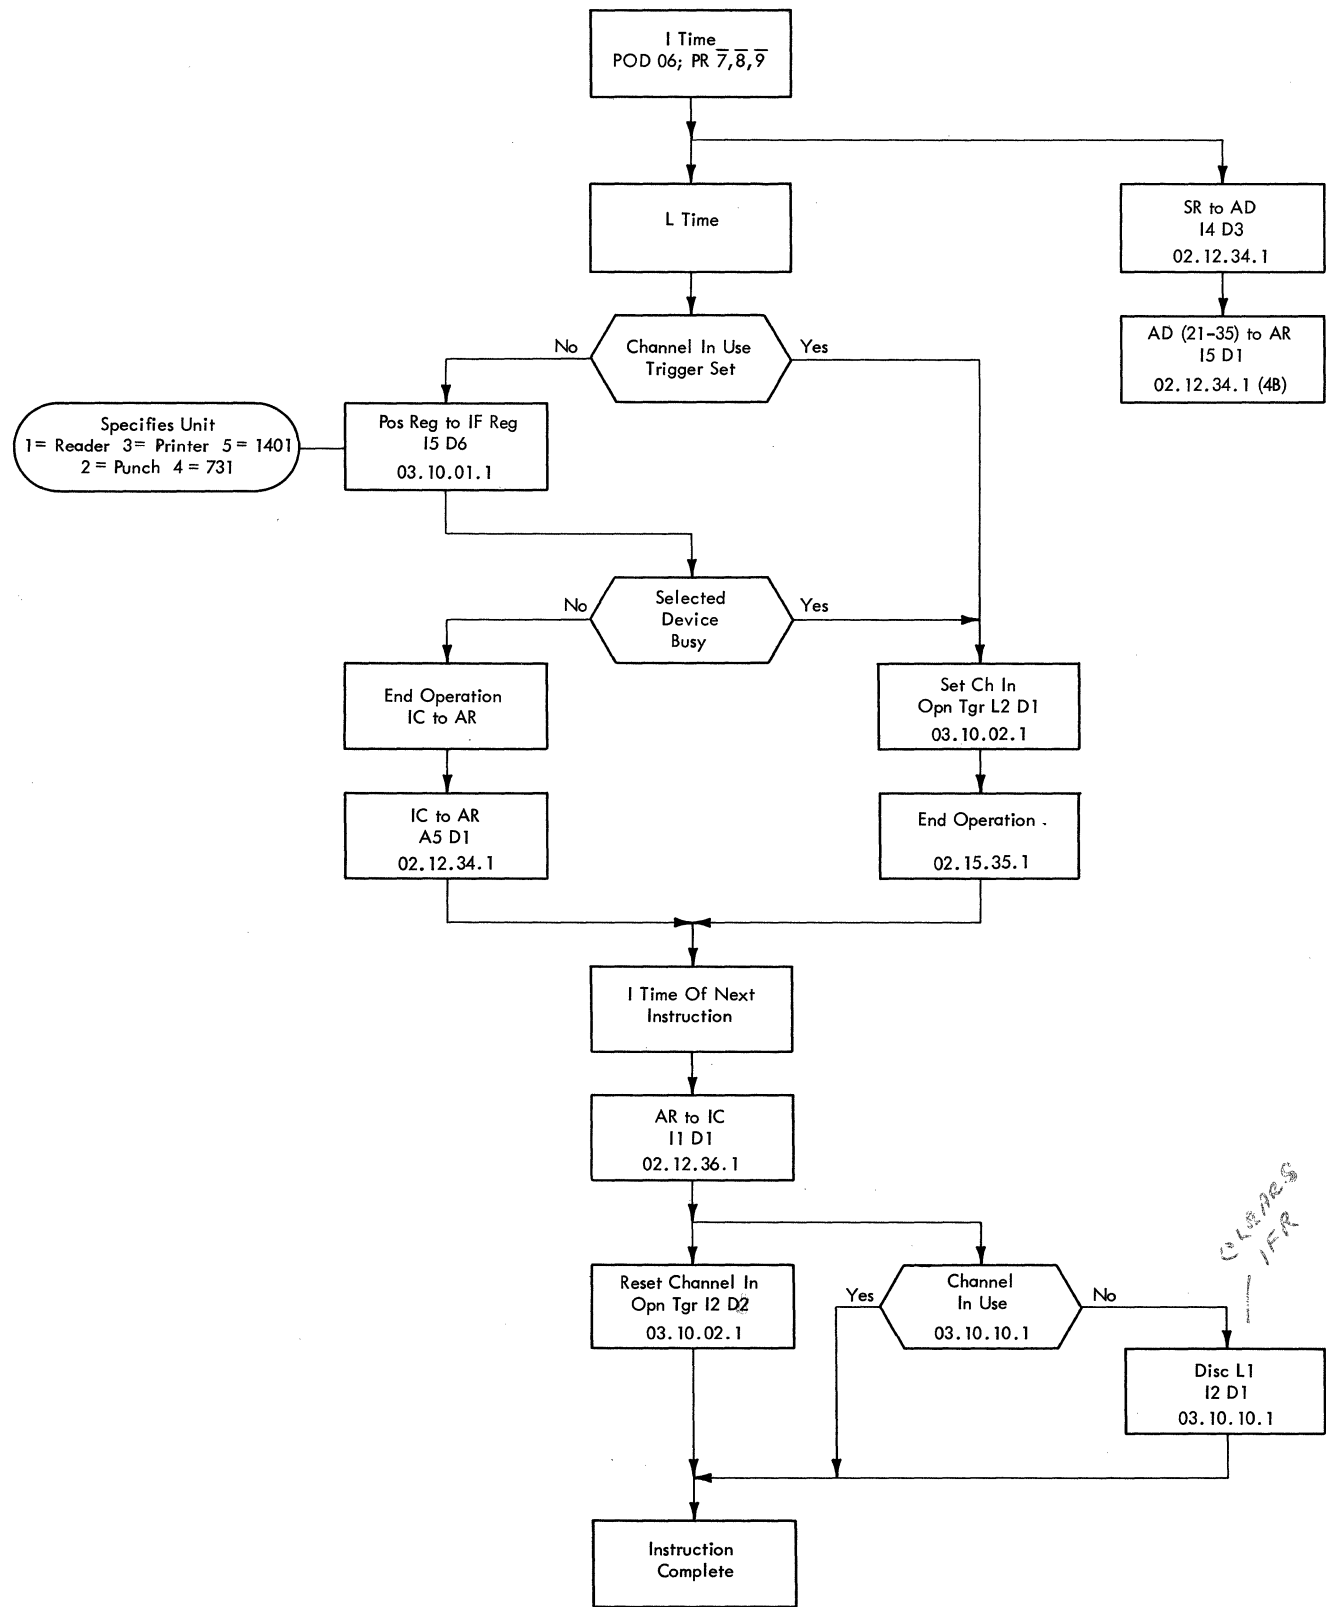 I Time
POD 06; PR 7̅,8̅,9̅
L Time
SR to AD
I4 D3
02.12.34.1
Channel In Use
Trigger Set
No
Yes
AD (21-35) to AR
I5 D1
02.12.34.1 (4B)
Specifies Unit
1= Reader 3= Printer 5= 1401
2= Punch 4= 731
Pos Reg to IF Reg
I5 D6
03.10.01.1
Selected
Device
Busy
No
Yes
End Operation
IC to AR
Set Ch In
Opn Tgr L2 D1
03.10.02.1
IC to AR
A5 D1
02.12.34.1
End Operation
02.15.35.1
I Time Of Next
Instruction
AR to IC
I1 D1
02.12.36.1
CLEARS
IFR
Reset Channel In
Opn Tgr I2 D2
03.10.02.1
Yes
Channel
In Use
03.10.10.1
No
Disc L1
I2 D1
03.10.10.1
Instruction
Complete